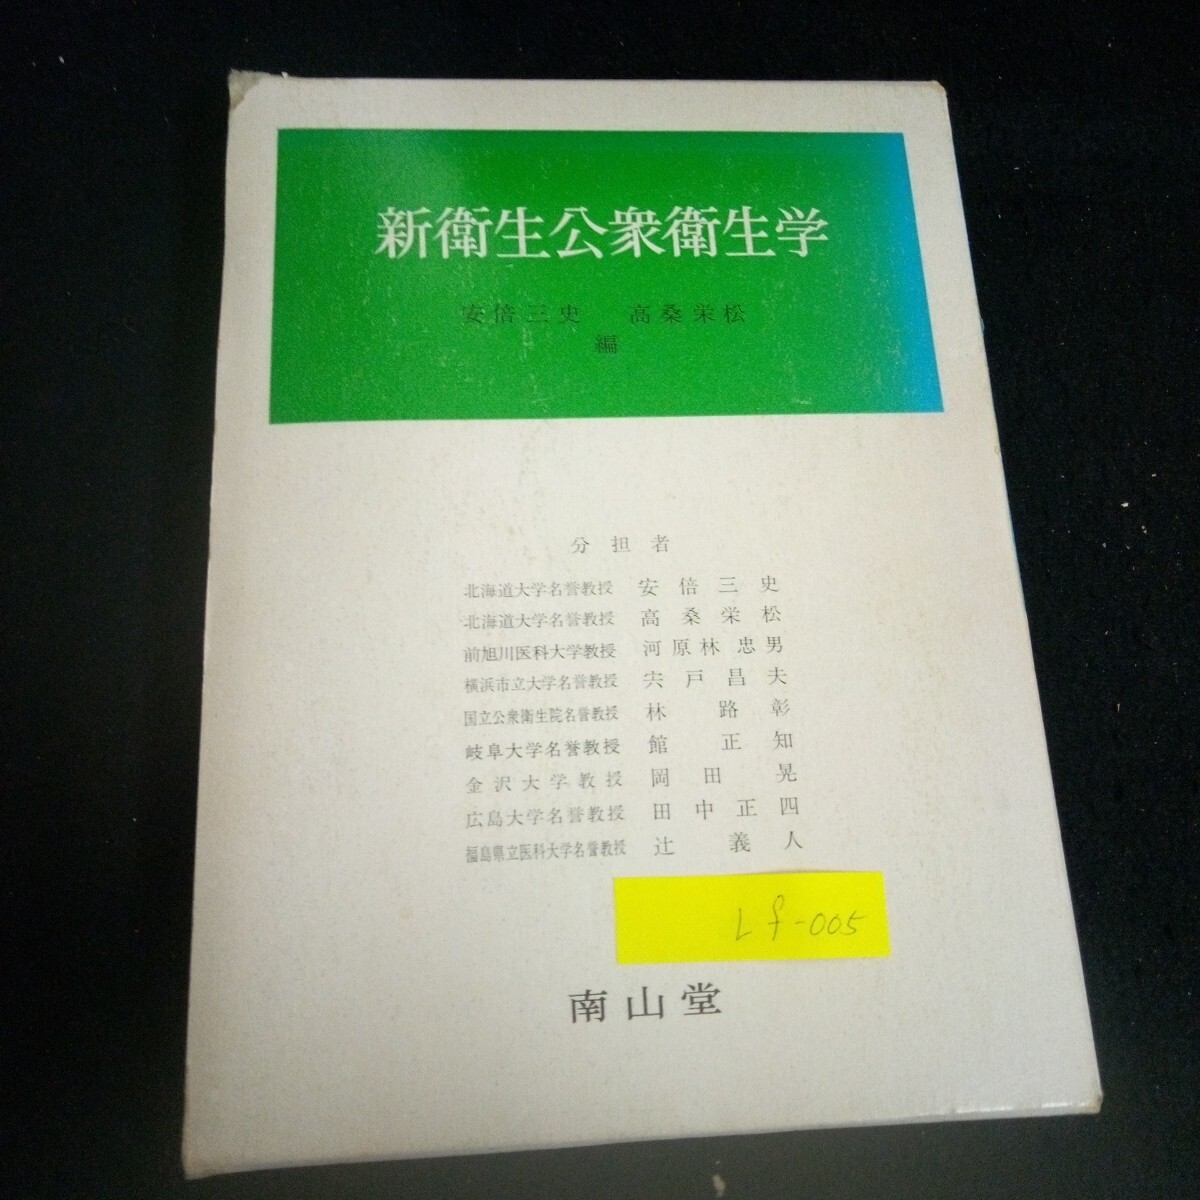 新衛生公衆衛生学
安倍三史　高桑栄松
編
分担者
北海道大学名誉教授　安倍三史
北海道大学名誉教授　高桑栄松
前旭川医科大学教授　河原林忠男
横浜市立大学名誉教授　宍戸昌夫
国立公衆衛生院名誉教授　林路彰
岐阜大学名誉教授　館正知
金沢大学教授　岡田晃
広島大学名誉教授　田中正四
福島県立医科大学名誉教授　辻義人
Lf-005
南山堂